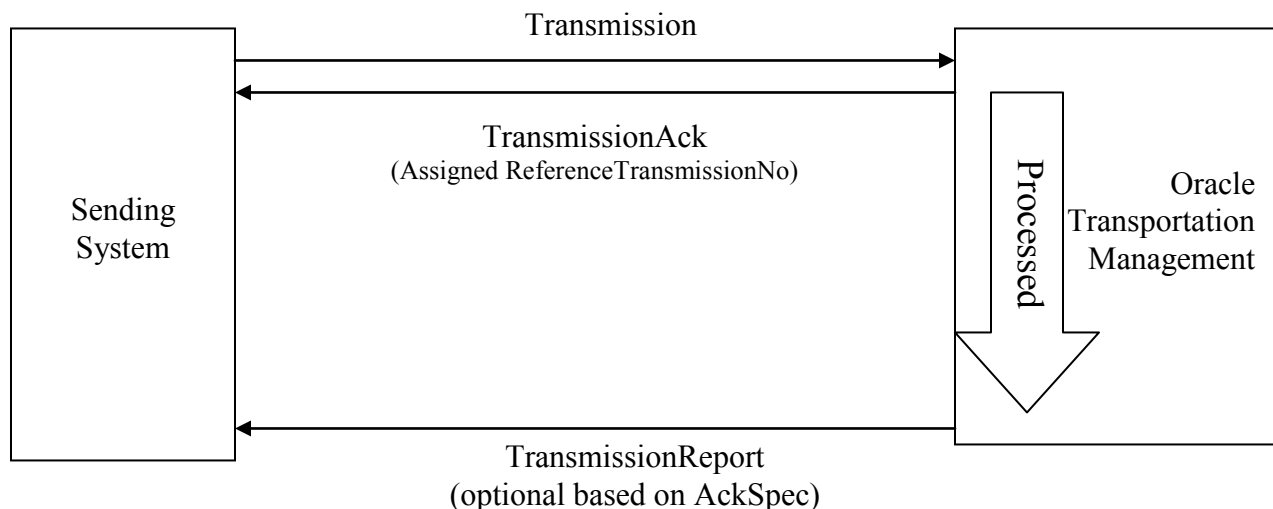 Transmission
TransmissionAck
(Assigned ReferenceTransmissionNo)
Sending
System
Processed
Oracle
Transportation
Management
TransmissionReport
(optional based on AckSpec)